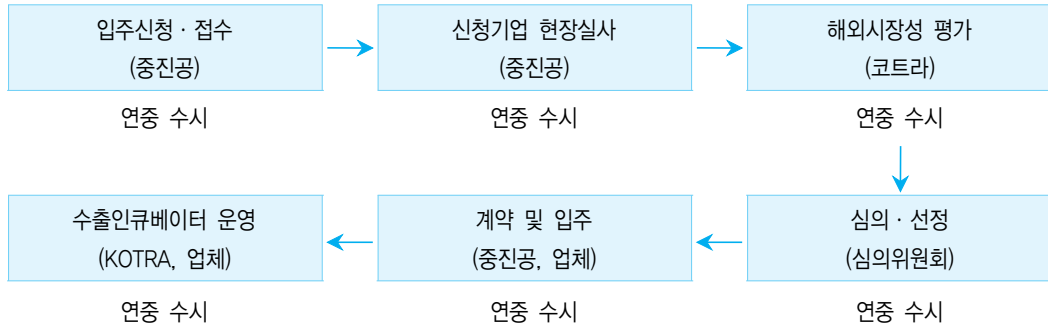 입주신청 · 접수
(중진공)
연중 수시
신청기업 현장실사
(중진공)
연중 수시
해외시장성 평가
(코트라)
연중 수시
심의 · 선정
(심의위원회)
연중 수시
계약 및 입주
(중진공, 업체)
연중 수시
수출인큐베이터 운영
(KOTRA, 업체)
연중 수시